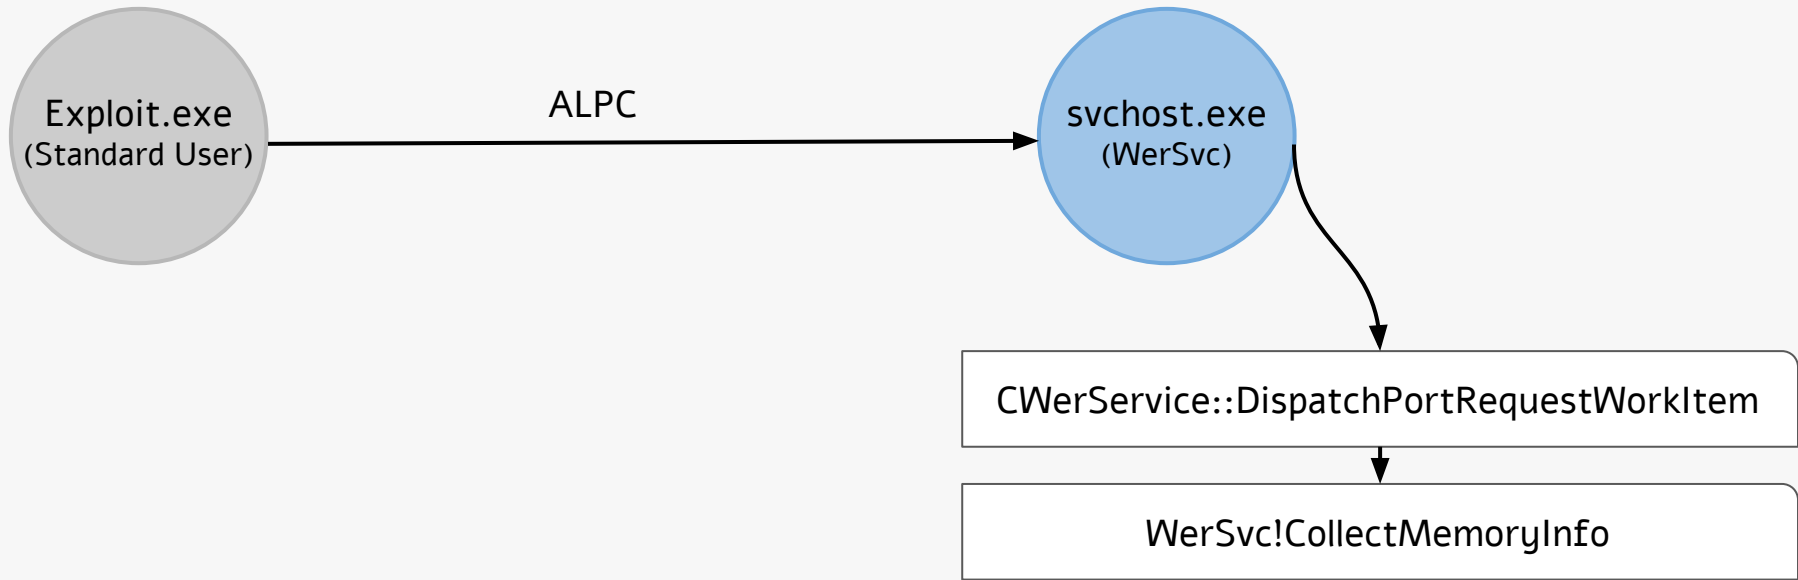 Exploit.exe
(Standard User)
ALPC
svchost.exe
(WerSvc)
CWerService::DispatchPortRequestWorkItem
WerSvc!CollectMemoryInfo